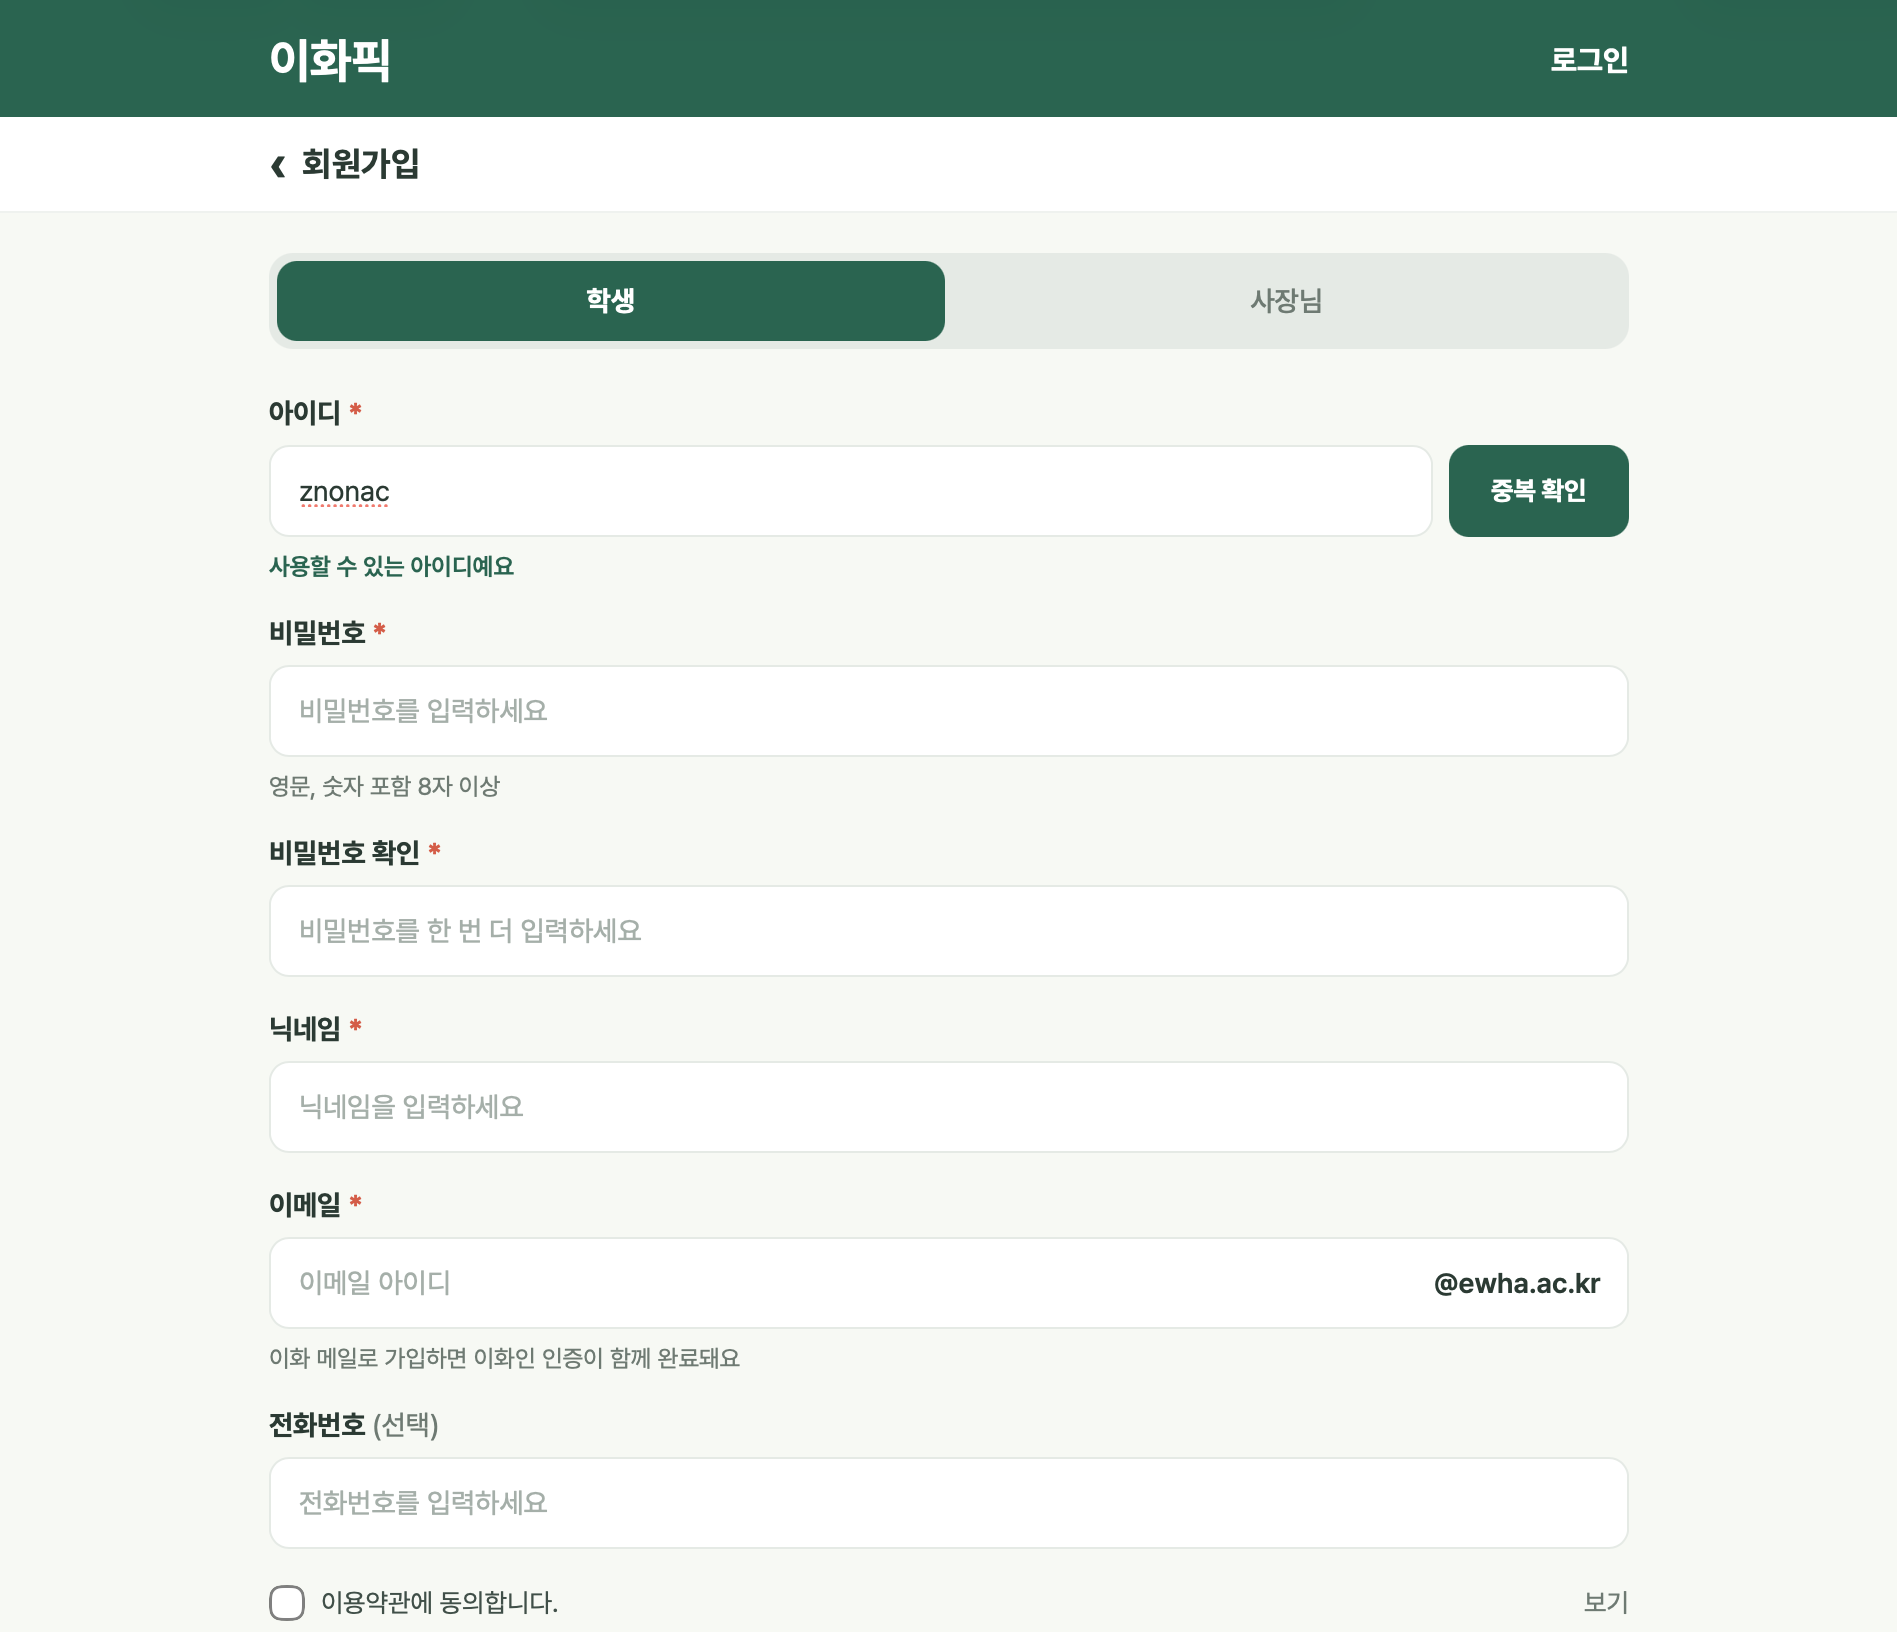 이화픽
로그인
‹ 회원가입
학생
사장님
아이디 *
znonac
중복 확인
사용할 수 있는 아이디예요
비밀번호 *
비밀번호를 입력하세요
영문, 숫자 포함 8자 이상
비밀번호 확인 *
비밀번호를 한 번 더 입력하세요
닉네임 *
닉네임을 입력하세요
이메일 *
이메일 아이디
@ewha.ac.kr
이화 메일로 가입하면 이화인 인증이 함께 완료돼요
전화번호 (선택)
전화번호를 입력하세요
이용약관에 동의합니다.
보기